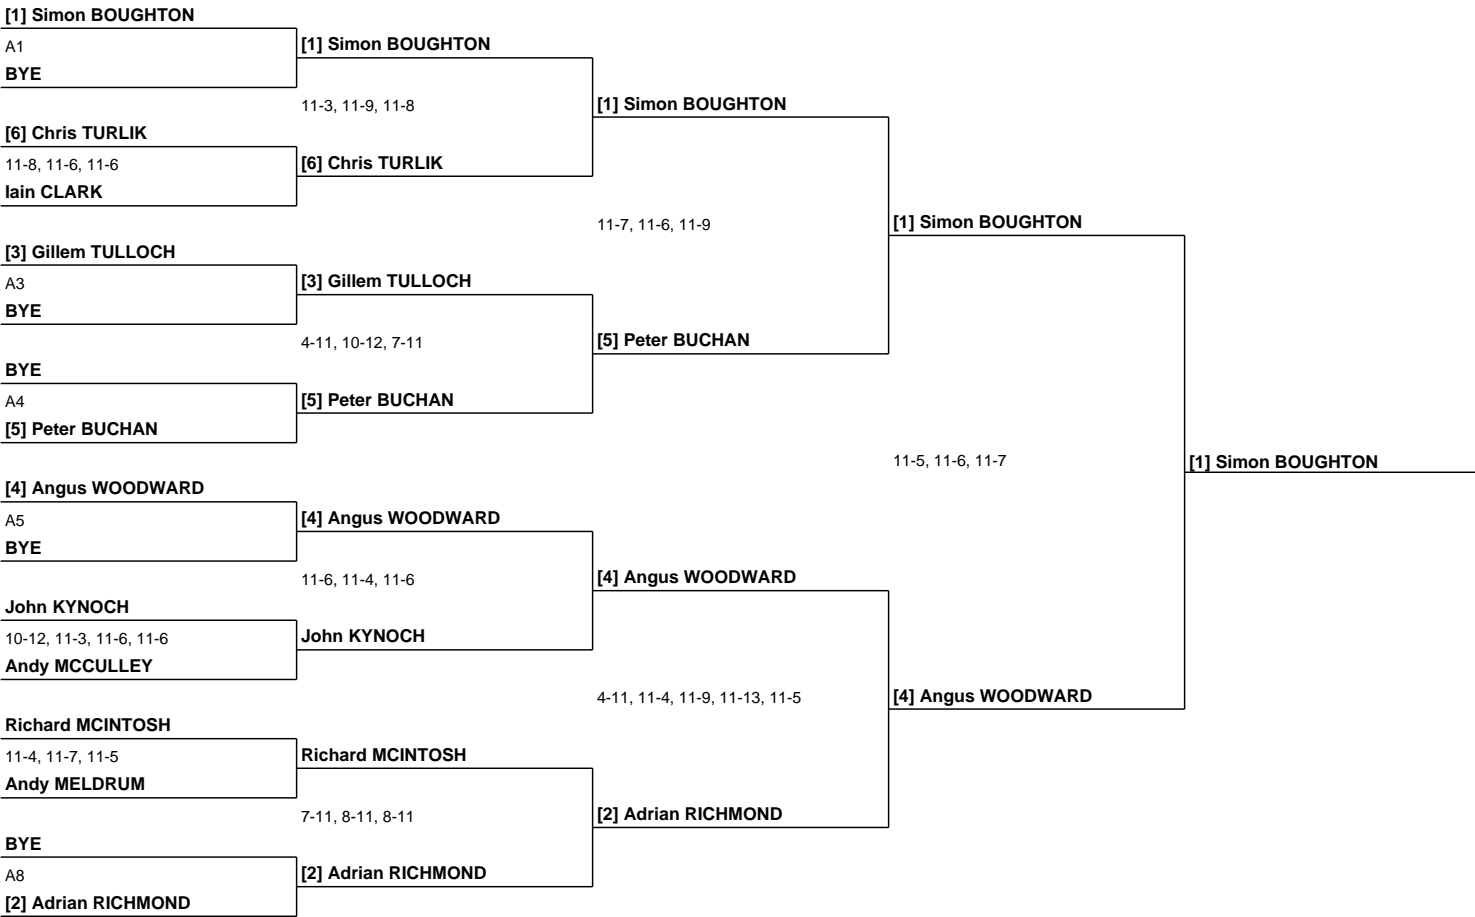 [1] Simon BOUGHTON
A1
BYE
[6] Chris TURLIK
11-8, 11-6, 11-6
Iain CLARK
[3] Gillem TULLOCH
A3
BYE
BYE
A4
[5] Peter BUCHAN
[4] Angus WOODWARD
A5
BYE
John KYNOCH
10-12, 11-3, 11-6, 11-6
Andy MCCULLEY
Richard MCINTOSH
11-4, 11-7, 11-5
Andy MELDRUM
BYE
A8
[2] Adrian RICHMOND
[1] Simon BOUGHTON
11-3, 11-9, 11-8
[6] Chris TURLIK
[3] Gillem TULLOCH
4-11, 10-12, 7-11
[5] Peter BUCHAN
[4] Angus WOODWARD
11-6, 11-4, 11-6
John KYNOCH
Richard MCINTOSH
7-11, 8-11, 8-11
[2] Adrian RICHMOND
[1] Simon BOUGHTON
11-7, 11-6, 11-9
[5] Peter BUCHAN
[4] Angus WOODWARD
4-11, 11-4, 11-9, 11-13, 11-5
[2] Adrian RICHMOND
[1] Simon BOUGHTON
11-5, 11-6, 11-7
[4] Angus WOODWARD
[1] Simon BOUGHTON